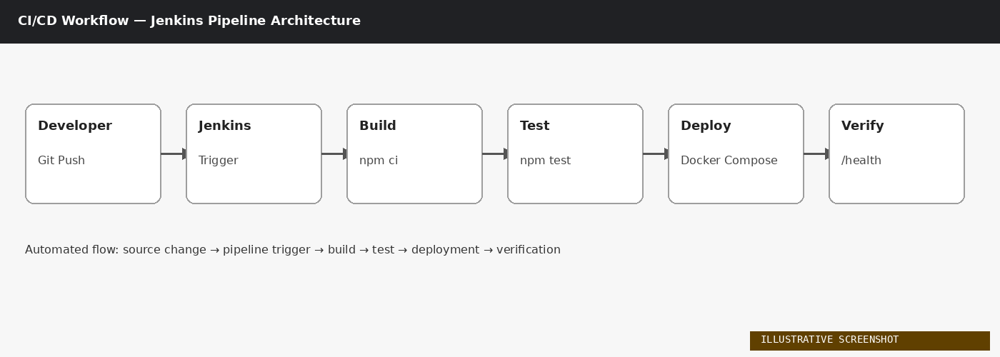 CI/CD Workflow — Jenkins Pipeline Architecture
Developer
Git Push
Jenkins
Trigger
Build
npm ci
Test
npm test
Deploy
Docker Compose
Verify
/health
Automated flow: source change → pipeline trigger → build → test → deployment → verification
ILLUSTRATIVE SCREENSHOT